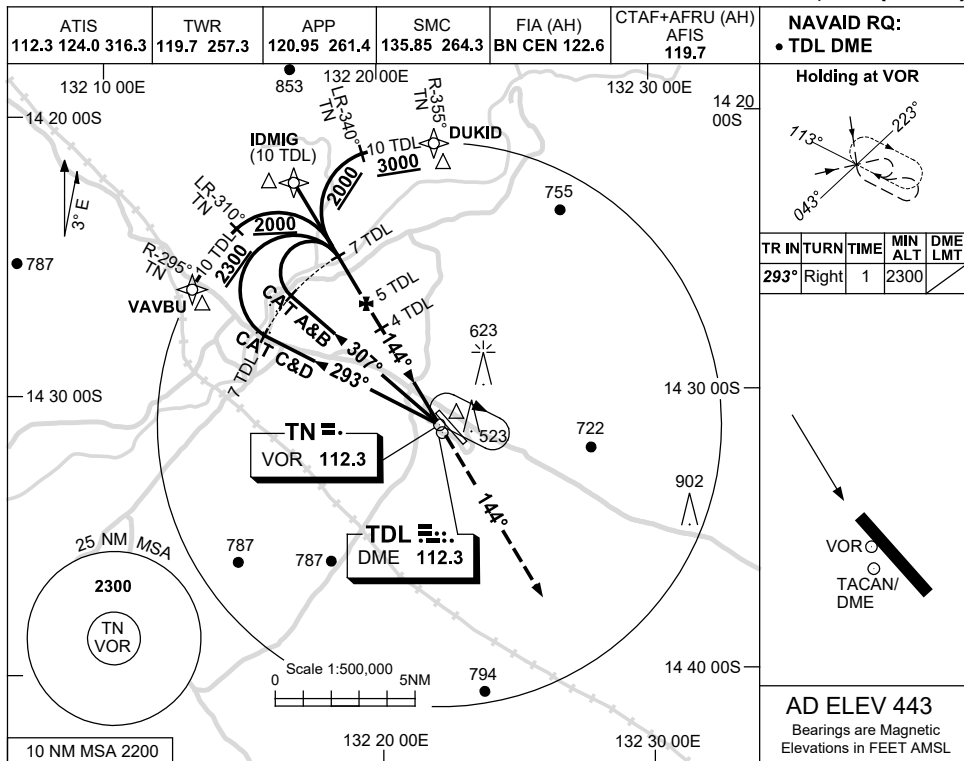 ATIS
112.3 124.0 316.3
TWR
119.7 257.3
APP
120.95 261.4
SMC
135.85 264.3
FIA (AH)
BN CEN 122.6
CTAF+AFRU (AH)
AFIS
119.7
NAVAID RQ:
• TDL DME
132 10 00E
853
132 20 00E
132 30 00E
14 20 00S
14 20
00S
LR-340°
TN
R-355°
TN
DUKID
10 TDL
3000
IDMIG
(10 TDL)
2000
755
3° E
LR-310°
TN
2000
10 TDL
2300
7 TDL
787
R-295°
TN
VAVBU
5 TDL
4 TDL
CAT A&B
307°
CAT C&D
293°
144°
7 TDL
623
14 30 00S
14 30 00S
523
722
TN
VOR 112.3
902
TDL
DME 112.3
144°
787
787
25 NM MSA
2300
TN
VOR
Scale 1:500,000
0 5NM
794
14 40 00S
10 NM MSA 2200
132 20 00E
132 30 00E
Holding at VOR
113°
223°
043°
TR IN TURN TIME MIN ALT DME LMT
293° Right 1 2300
VOR
TACAN/
DME
AD ELEV 443
Bearings are Magnetic
Elevations in FEET AMSL